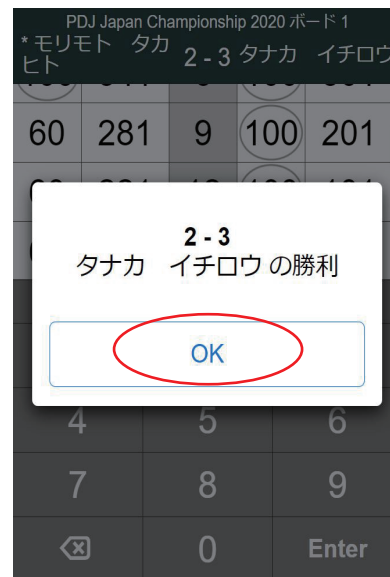 PDJ Japan Championship 2020 ボード 1
* モリモト タカヒト 2 - 3 タナカ イチロウ
60 281 9 100 201
2 - 3
タナカ イチロウ の勝利
OK
4 5 6
7 8 9
0 Enter